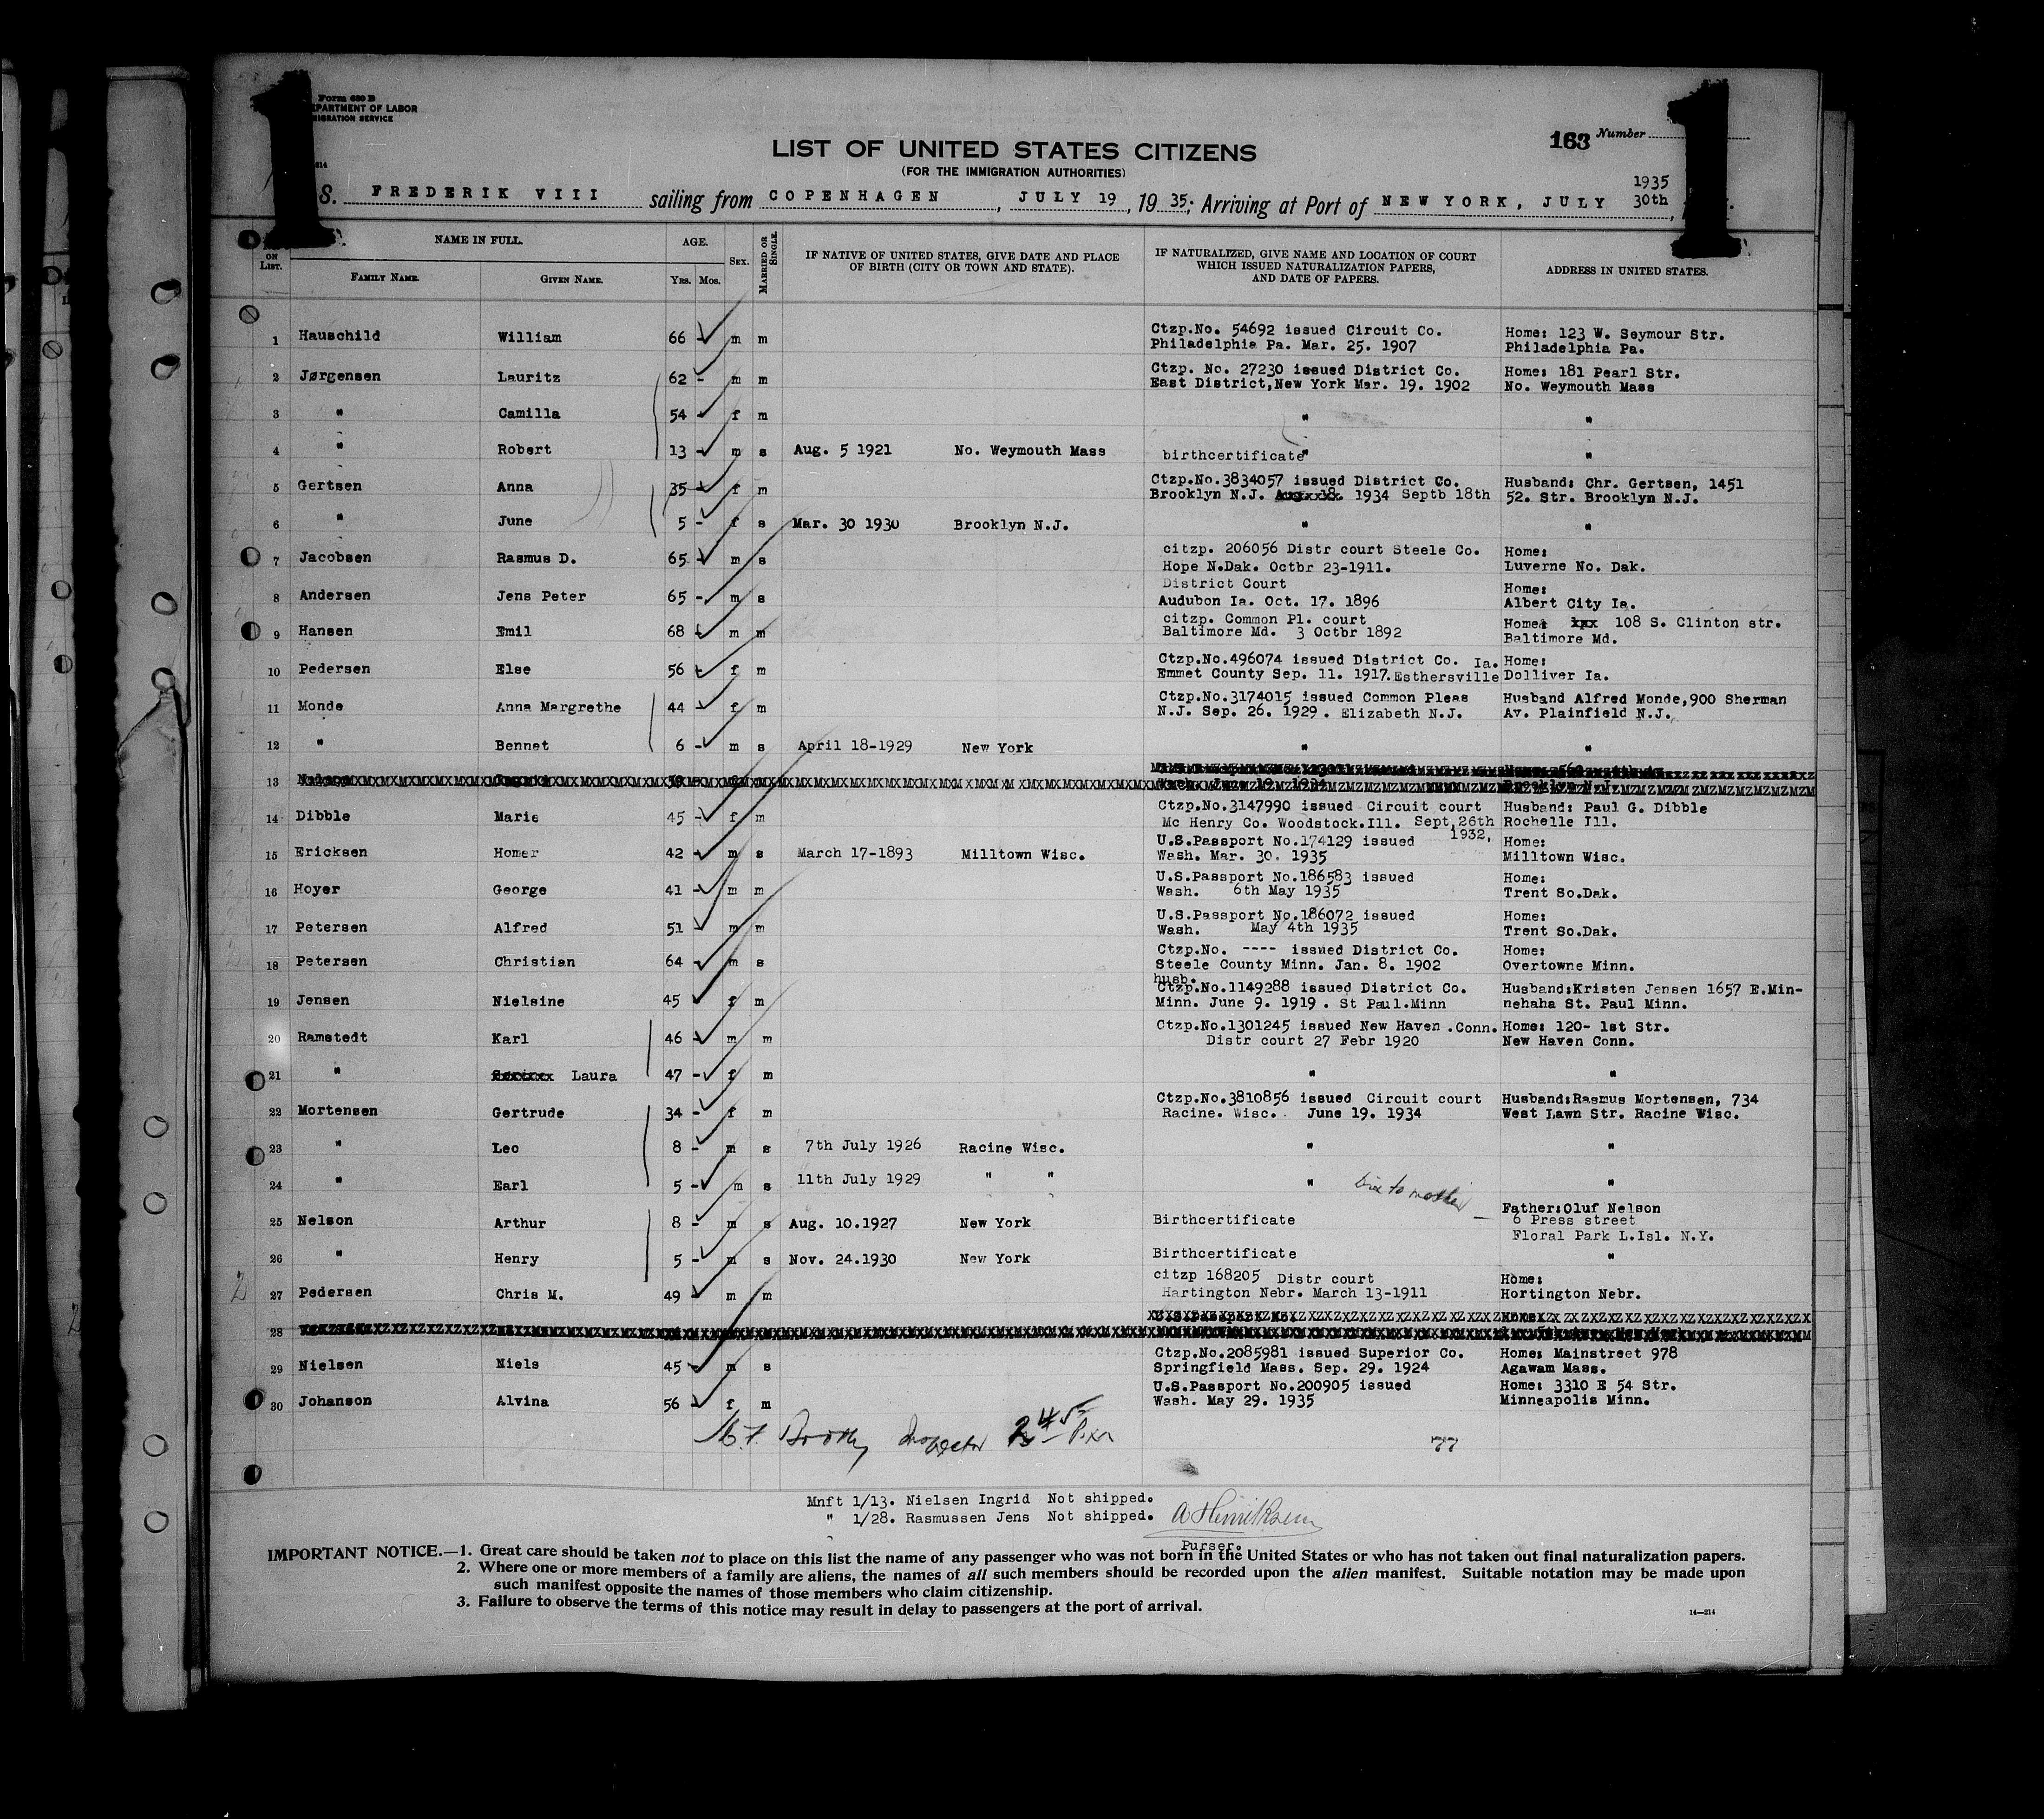 1 1
Form 630 B
DEPARTMENT OF LABOR
IMMIGRATION SERVICE
LIST OF UNITED STATES CITIZENS
(FOR THE IMMIGRATION AUTHORITIES)
163 Number
S. FREDERIK VIII sailing from COPENHAGEN, JULY 19, 19 35; Arriving at Port of NEW YORK, JULY 30th 1935
ON LIST. NAME IN FULL. AGE. SEX. MARRIED OR SINGLE. IF NATIVE OF UNITED STATES, GIVE DATE AND PLACE OF BIRTH (CITY OR TOWN AND STATE). IF NATURALIZED, GIVE NAME AND LOCATION OF COURT WHICH ISSUED NATURALIZATION PAPERS, AND DATE OF PAPERS. ADDRESS IN UNITED STATES.
FAMILY NAME. GIVEN NAME. YRS. MOS.
1 Hauschild William 66 - m m Ctzp.No. 54692 issued Circuit Co. Home: 123 W. Seymour Str.
Philadelphia Pa. Mar. 25. 1907 Philadelphia Pa.
2 Jørgensen Lauritz 62 - m m Ctzp. No. 27230 issued District Co. Home: 181 Pearl Str.
East District,New York Mar. 19. 1902 No. Weymouth Mass
3 " Camilla 54 - f m " "
4 " Robert 13 - m s Aug. 5 1921 No. Weymouth Mass birthcertificate" "
5 Gertsen Anna 35 - f m Ctzp.No.3834057 issued District Co. Husband: Chr. Gertsen, 1451
Brooklyn N.J. 1934 Septb 18th 52. Str. Brooklyn N.J.
6 " June 5 - f s Mar. 30 1930 Brooklyn N.J. " "
7 Jacobsen Rasmus D. 65 - m s citzp. 206056 Distr court Steele Co. Home:
Hope N.Dak. Octbr 23-1911. Luverne No. Dak.
8 Andersen Jens Peter 65 - m s District Court Home:
Audubon Ia. Oct. 17. 1896 Albert City Ia.
9 Hansen Emil 68 - m m citzp. Common Pl. court Home: 108 S. Clinton str.
Baltimore Md. 3 Octbr 1892 Baltimore Md.
10 Pedersen Else 56 - f m Ctzp.No.496074 issued District Co. Ia. Home:
Emmet County Sep. 11. 1917. Esthersville Dolliver Ia.
11 Monde Anna Margrethe 44 - f m Ctzp.No.3174015 issued Common Pleas Husband Alfred Monde,900 Sherman
N.J. Sep. 26. 1929 . Elizabeth N.J. Av. Plainfield N.J.
12 " Bennet 6 - m s April 18-1929 New York " "
13
14 Dibble Marie 45 - f m Ctzp.No.3147990 issued Circuit court Husband: Paul G. Dibble
Mc Henry Co. Woodstock.Ill. Sept 26th 1932, Rochelle Ill.
15 Ericksen Homer 42 - m s March 17-1893 Milltown Wisc. U.S.Passport No.174129 issued Home:
Wash. Mar. 30. 1935 Milltown Wisc.
16 Hoyer George 41 - m m U.S.Passport No.186583 issued Home:
Wash. 6th May 1935 Trent So.Dak.
17 Petersen Alfred 51 m m U.S.Passport No.186072 issued Home:
Wash. May 4th 1935 Trent So.Dak.
18 Petersen Christian 64 - m s Ctzp.No. ---- issued District Co. Home:
Steele County Minn. Jan. 8. 1902 Overtowne Minn.
husb.
19 Jensen Nielsine 45 f m Ctzp.No.1149288 issued District Co. Husband:Kristen Jensen 1657 E.Min-
Minn. June 9. 1919 . St Paul.Minn nehaha St. Paul Minn.
20 Ramstedt Karl 46 - m m Ctzp.No.1301245 issued New Haven .Conn. Home: 120- 1st Str.
Distr court 27 Febr 1920 New Haven Conn.
21 " Laura 47 - f m " "
22 Mortensen Gertrude 34 - f m Ctzp.No.3810856 issued Circuit court Husband:Rasmus Mortensen, 734
Racine. Wisc. June 19. 1934 West Lawn Str. Racine Wisc.
23 " Leo 8 - m s 7th July 1926 Racine Wisc. " "
24 " Earl 5 - m s 11th July 1929 " " " "
25 Nelson Arthur 8 - m s Aug. 10.1927 New York Birthcertificate Father:Oluf Nelson
6 Press street
Floral Park L.Isl. N.Y.
26 " Henry 5 - m s Nov. 24.1930 New York Birthcertificate "
27 Pedersen Chris M. 49 - m m citzp 168205 Distr court Home:
Hartington Nebr. March 13-1911 Hortington Nebr.
28
29 Nielsen Niels 45 - m s Ctzp.No.2085981 issued Superior Co. Home: Mainstreet 978
Springfield Mass. Sep. 29. 1924 Agawam Mass.
30 Johanson Alvina 56 - f m U.S.Passport No.200905 issued Home: 3310 E 54 Str.
Wash. May 29. 1935 Minneapolis Minn.
77
Mnft 1/13. Nielsen Ingrid Not shipped.
" 1/28. Rasmussen Jens Not shipped. A Henriksen
Purser.
IMPORTANT NOTICE.—1. Great care should be taken not to place on this list the name of any passenger who was not born in the United States or who has not taken out final naturalization papers.
2. Where one or more members of a family are aliens, the names of all such members should be recorded upon the alien manifest. Suitable notation may be made upon
such manifest opposite the names of those members who claim citizenship.
3. Failure to observe the terms of this notice may result in delay to passengers at the port of arrival.
14—214